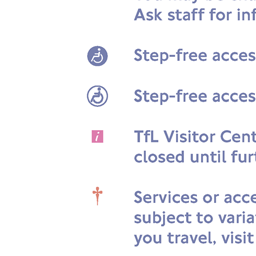 Ask staff for inf
Step-free acces
Step-free acces
i
TfL Visitor Cent
closed until furt
†
Services or acce
subject to varia
you travel, visit